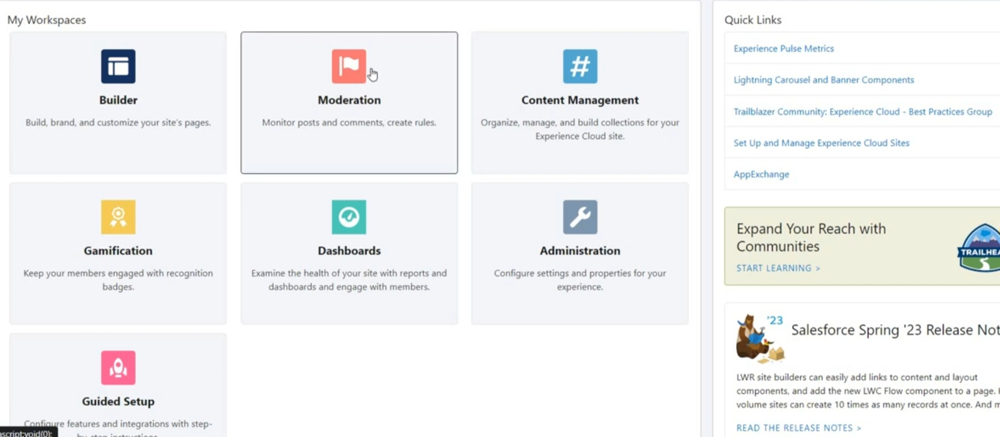 My Workspaces
Builder
Build, brand, and customize your site's pages.
Moderation
Monitor posts and comments, create rules.
Content Management
Organize, manage, and build collections for your
Experience Cloud site.
Gamification
Keep your members engaged with recognition
badges.
Dashboards
Examine the health of your site with reports and
dashboards and engage with members.
Administration
Configure settings and properties for your
experience.
Guided Setup
Configure features and integrations with step-
by-step instructions.
ascript:void(0);
Quick Links
Experience Pulse Metrics
Lightning Carousel and Banner Components
Trailblazer Community: Experience Cloud - Best Practices Group
Set Up and Manage Experience Cloud Sites
AppExchange
Expand Your Reach with
Communities
START LEARNING >
TRAILHEA
'23
Salesforce Spring '23 Release Not
LWR site builders can easily add links to content and layout
components, and add the new LWC Flow component to a page.
volume sites can create 10 times as many records at once. And m
READ THE RELEASE NOTES >